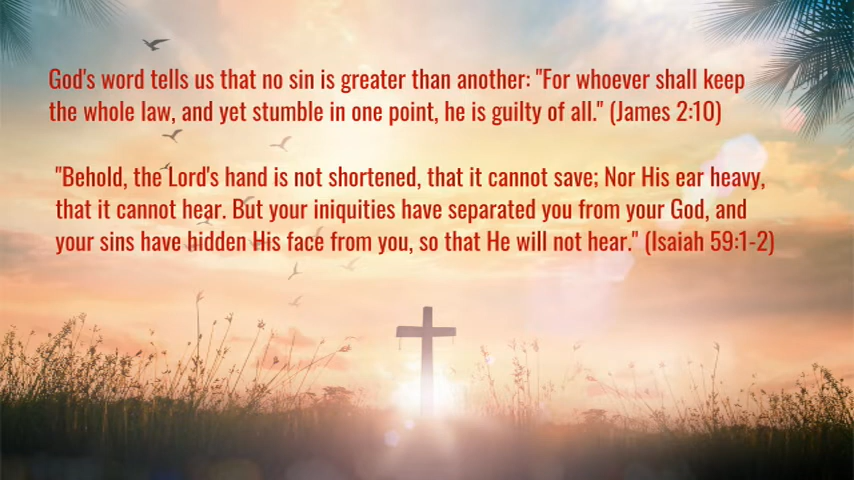 God's word tells us that no sin is greater than another: "For whoever shall keep
the whole law, and yet stumble in one point, he is guilty of all." (James 2:10)
"Behold, the Lord's hand is not shortened, that it cannot save; Nor His ear heavy,
that it cannot hear. But your iniquities have separated you from your God, and
your sins have hidden His face from you, so that He will not hear." (Isaiah 59:1-2)